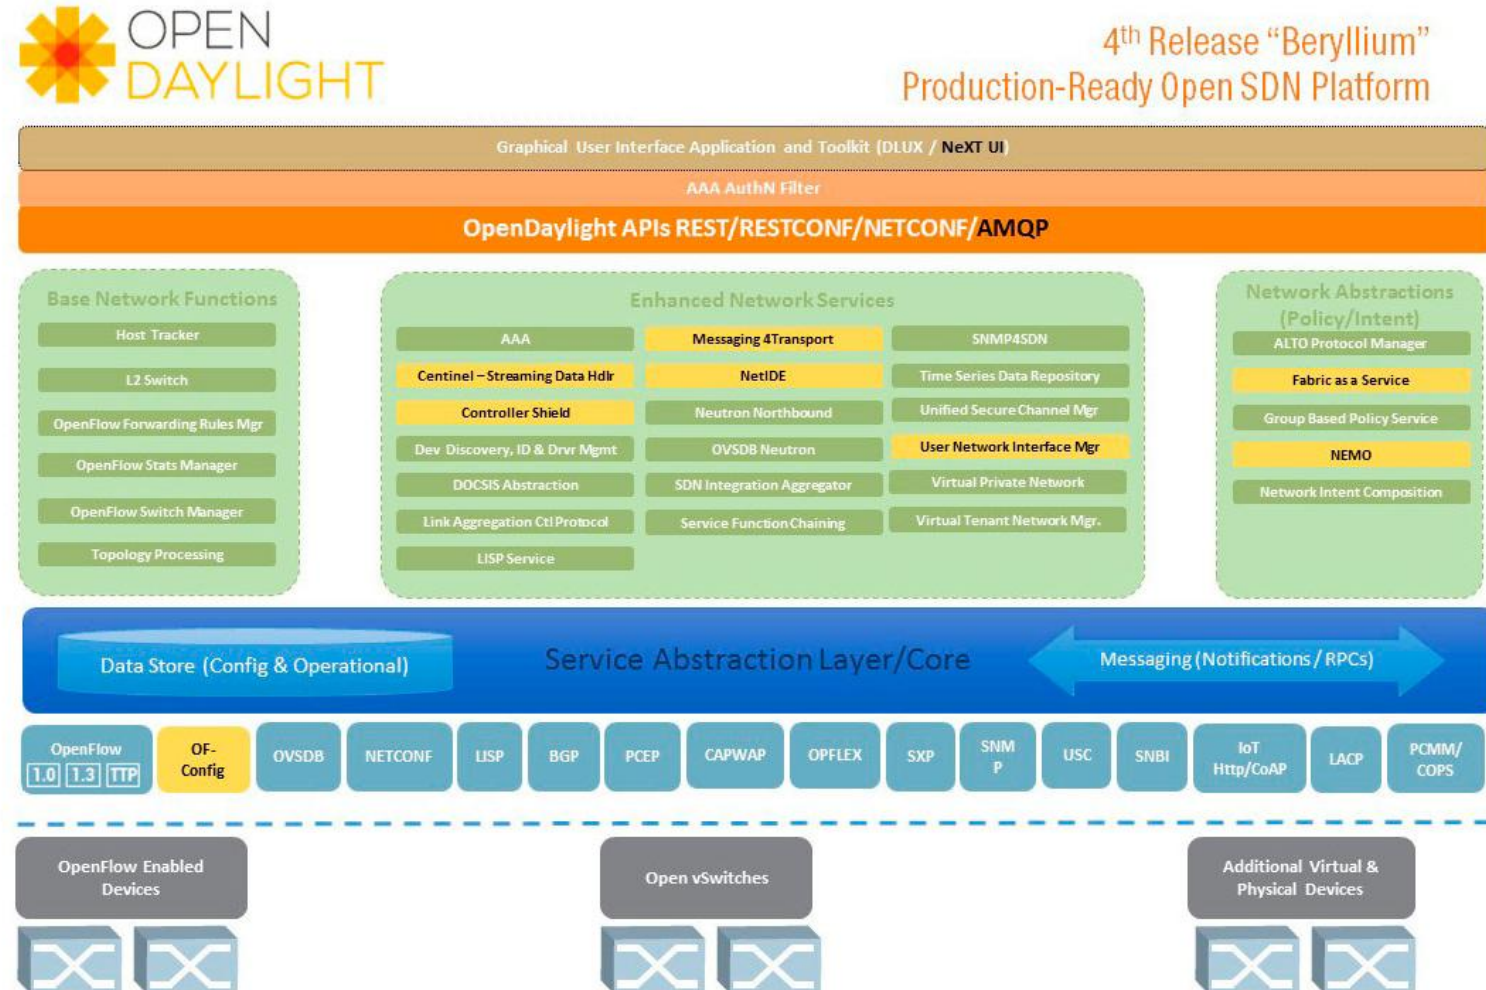 OPEN
DAYLIGHT
4th Release “Beryllium”
Production-Ready Open SDN Platform
Graphical User Interface Application and Toolkit (DLUX / NeXT UI)
AAA AuthN Filter
OpenDaylight APIs REST/RESTCONF/NETCONF/AMQP
Base Network Functions
Host Tracker
L2 Switch
OpenFlow Forwarding Rules Mgr
OpenFlow Stats Manager
OpenFlow Switch Manager
Topology Processing
Enhanced Network Services
AAA
Centinel – Streaming Data Hdlr
Controller Shield
Dev Discovery, ID & Drvr Mgmt
DOCSIS Abstraction
Link Aggregation Ctl Protocol
LISP Service
Messaging 4Transport
NetIDE
Neutron Northbound
OVSDB Neutron
SDN Integration Aggregator
Service Function Chaining
SNMP4SDN
Time Series Data Repository
Unified Secure Channel Mgr
User Network Interface Mgr
Virtual Private Network
Virtual Tenant Network Mgr.
Network Abstractions
(Policy/Intent)
ALTO Protocol Manager
Fabric as a Service
Group Based Policy Service
NEMO
Network Intent Composition
Data Store (Config & Operational)
Service Abstraction Layer/Core
Messaging (Notifications / RPCs)
OpenFlow
1.0 1.3 TTP
OF-
Config
OVSDB
NETCONF
LISP
BGP
PCEP
CAPWAP
OPFLEX
SXP
SNM
P
USC
SNBI
IoT
Http/CoAP
LACP
PCMM/
COPS
OpenFlow Enabled
Devices
Open vSwitches
Additional Virtual &
Physical Devices